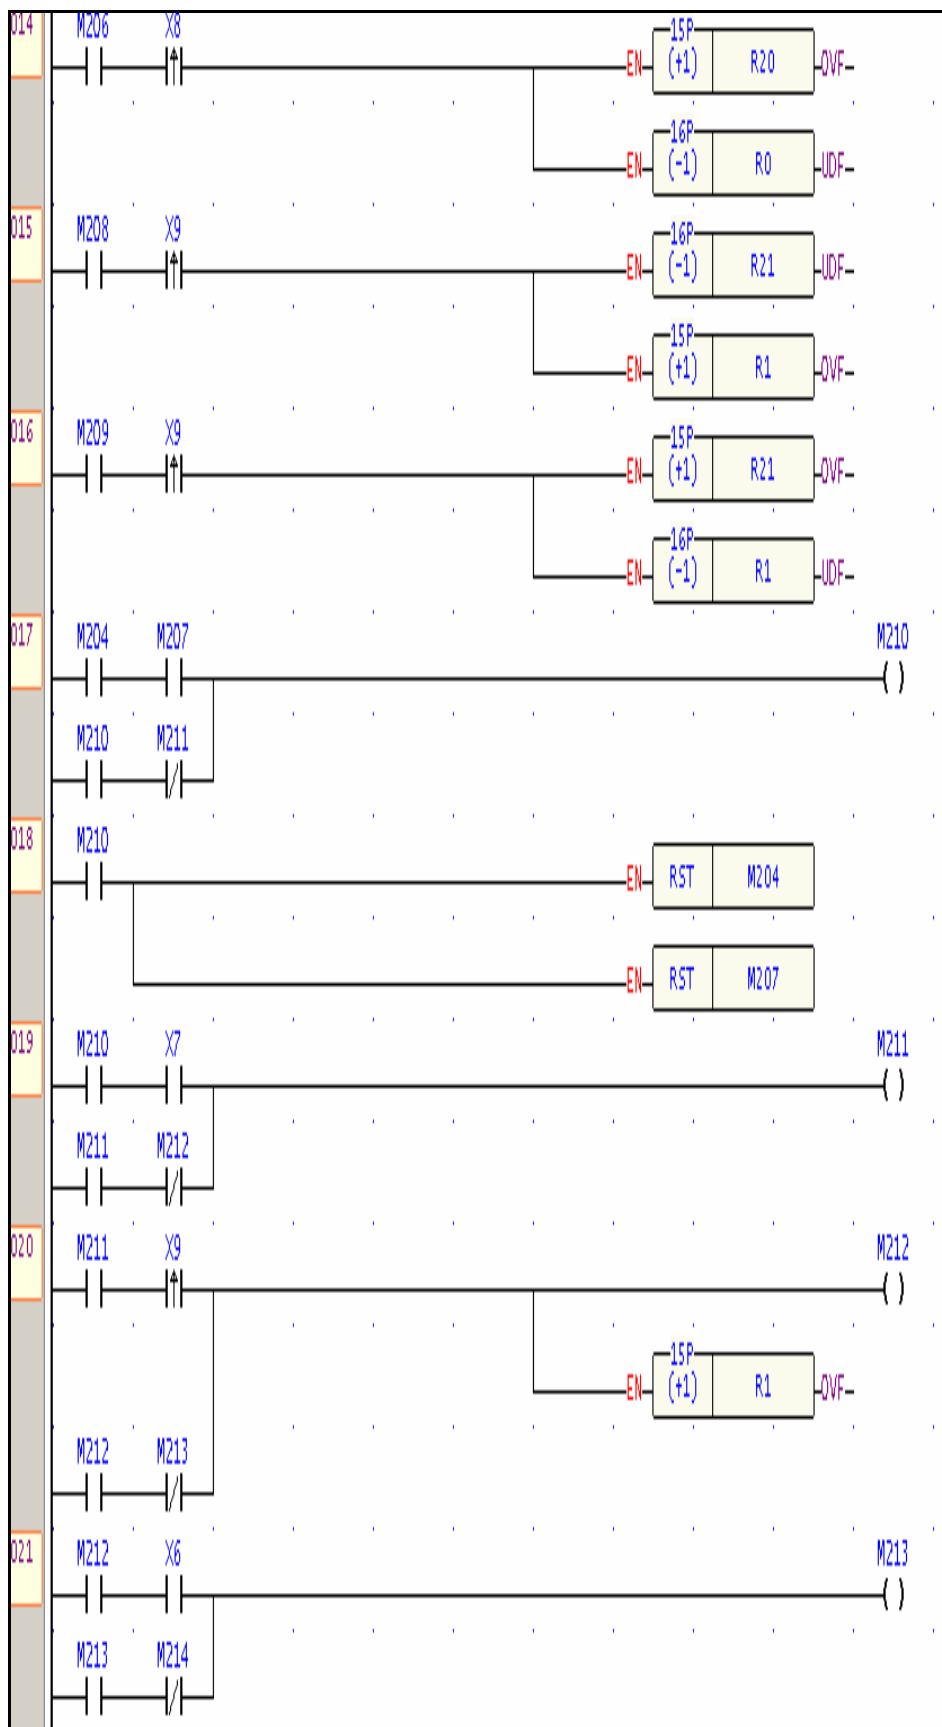 014
M206 X8
15P
EN (+1) R20 OVF
16P
EN (-1) R0 UDF
015
M208 X9
16P
EN (-1) R21 UDF
15P
EN (+1) R1 OVF
016
M209 X9
15P
EN (+1) R21 OVF
16P
EN (-1) R1 UDF
017
M204 M207 M210
M210 M211
018
M210
EN RST M204
EN RST M207
019
M210 X7 M211
M211 M212
020
M211 X9 M212
15P
EN (+1) R1 OVF
M212 M213
021
M212 X6 M213
M213 M214